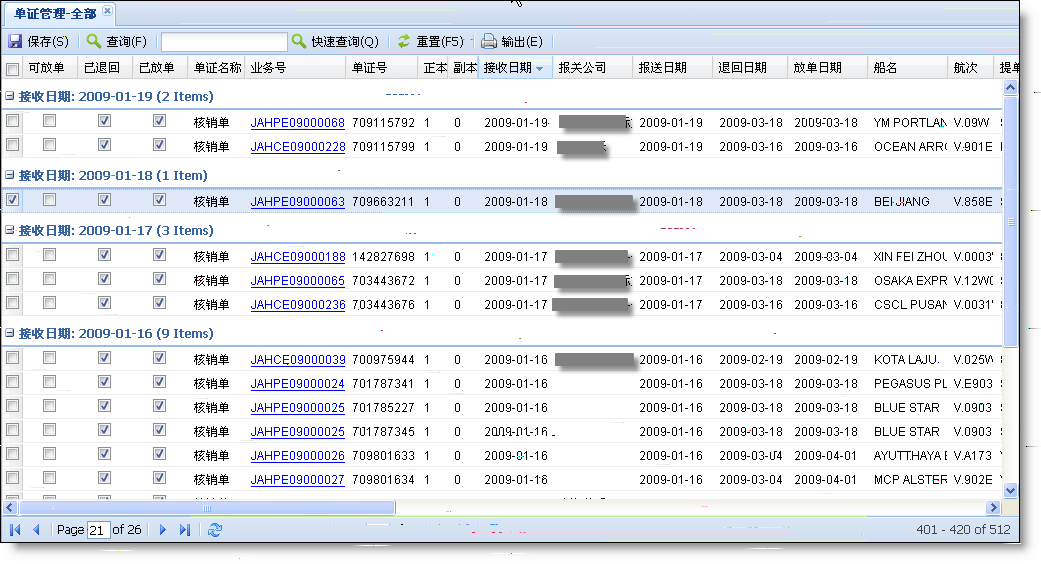 单证管理-全部
保存(S) 查询(F) 快速查询(Q) 重置(F5) 输出(E)
可放单 已退回 已放单 单证名称 业务号 单证号 正本 副本 接收日期 报关公司 报送日期 退回日期 放单日期 船名 航次 提单
接收日期: 2009-01-19 (2 Items)
核销单 JAHPE09000068 709115792 1 0 2009-01-19 2009-01-19 2009-03-18 2009-03-18 YM PORTLAN V.09W
核销单 JAHCE09000228 709115799 1 0 2009-01-19 2009-01-19 2009-03-16 2009-03-16 OCEAN ARRO V.901E
接收日期: 2009-01-18 (1 Item)
核销单 JAHPE09000063 709663211 1 0 2009-01-18 2009-01-18 2009-03-18 2009-03-18 BEIJIANG V.858E
接收日期: 2009-01-17 (3 Items)
核销单 JAHCE09000188 142827698 1 0 2009-01-17 2009-01-17 2009-03-04 2009-03-04 XIN FEI ZHOU V.0003
核销单 JAHPE09000065 703443672 1 0 2009-01-17 2009-01-17 2009-03-18 2009-03-18 OSAKA EXPR V.12W0
核销单 JAHCE09000236 703443676 1 0 2009-01-17 2009-01-17 2009-03-16 2009-03-16 CSCL PUSAN V.0031
接收日期: 2009-01-16 (9 Items)
核销单 JAHCE09000039 700975944 1 0 2009-01-16 2009-01-16 2009-02-19 2009-02-19 KOTA LAJU V.025W
核销单 JAHPE09000024 701787341 1 0 2009-01-16 2009-01-16 2009-03-18 2009-03-18 PEGASUS PL V.E903
核销单 JAHPE09000025 701785227 1 0 2009-01-16 2009-01-16 2009-03-18 2009-03-18 BLUE STAR V.0903
核销单 JAHPE09000025 701787345 1 0 2009-01-16 2009-01-16 2009-03-18 2009-03-18 BLUE STAR V.0903
核销单 JAHPE09000026 709801633 1 0 2009-01-16 2009-01-16 2009-03-04 2009-04-01 AYUTTHAYA V.A173
核销单 JAHPE09000027 709801634 1 0 2009-01-16 2009-01-16 2009-03-04 2009-04-01 MCP ALSTER V.902E
Page 21 of 26 401 - 420 of 512